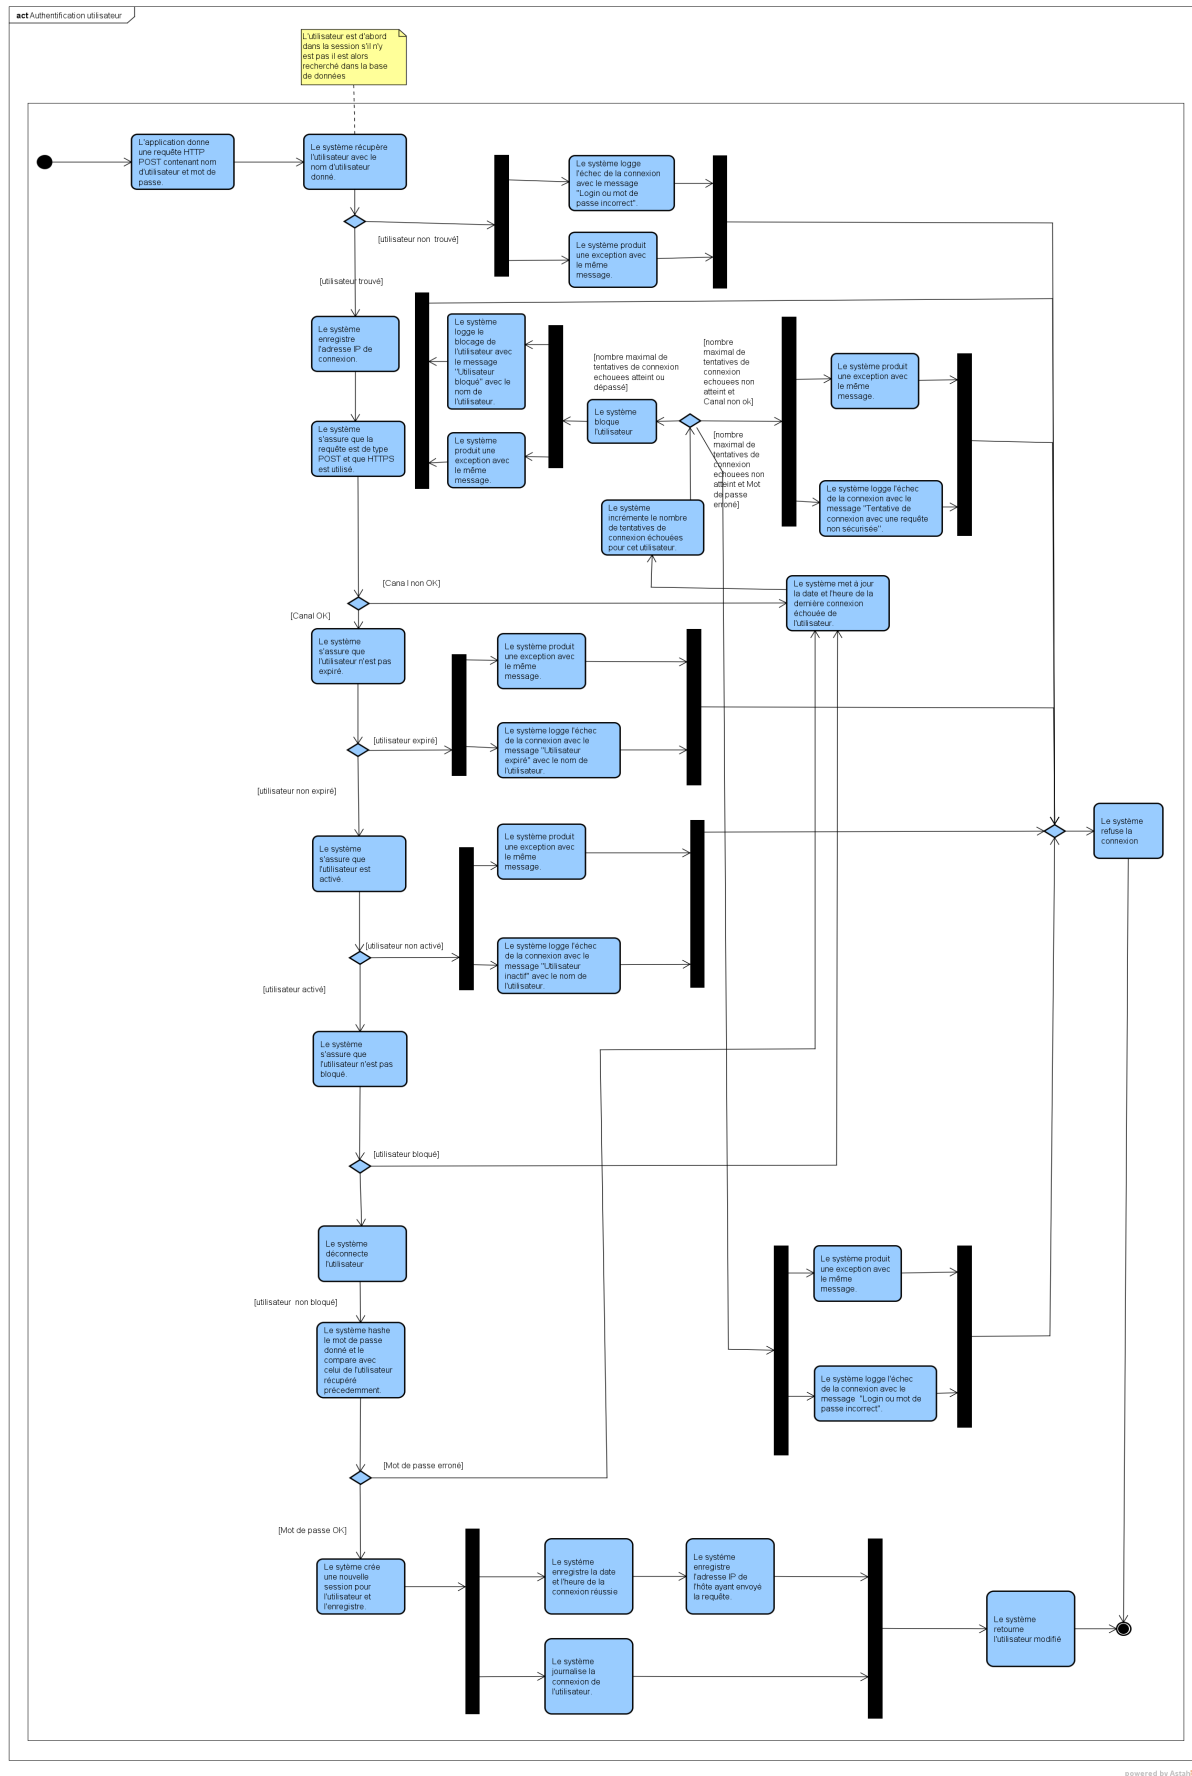 act Authentification utilisateur
L'utilisateur est d'abord
dans la session s'il n'y
est pas il est alors
recherché dans la base
de données
L'application donne
une requête HTTP
POST contenant nom
d'utilisateur et mot de
passe.
Le système récupère
l'utilisateur avec le
nom d'utilisateur
donné.
Le système logge
l'échec de la connexion
avec le message
"Login ou mot de
passe incorrect".
[utilisateur non trouvé]
Le système produit
une exception avec
le même
message.
[utilisateur trouvé]
Le système
enregistre
l'adresse IP de
connexion.
Le système
logge le
blocage de
l'utilisateur avec
le message
"Utilisateur
bloqué" avec le
nom de
l'utilisateur.
[nombre maximal de
tentatives de connexion
echouees atteint ou
dépassé]
[nombre
maximal de
tentatives de
connexion
echouees non
atteint et
Canal non ok]
Le système produit
une exception avec
le même
message.
Le système
bloque
l'utilisateur
Le système
s'assure que la
requête est de type
POST et que HTTPS
est utilisé
Le système
produit une
exception avec
le même
message.
[nombre
maximal de
tentatives de
connexion
echouees non
atteint et Mot
de passe
erroné]
Le système logge l'échec
de la connexion avec le
message "Tentative de
connexion avec une requête
non sécurisée".
Le système
incrémente le nombre
de tentatives de
connexion échouées
pour cet utilisateur.
[Cana l non OK]
Le système met à jour
la date et l'heure de la
dernière connexion
échouée de
l'utilisateur.
[Canal OK]
Le système
s'assure que
l'utilisateur n'est pas
expiré.
Le système produit
une exception avec
le même
message.
[utilisateur expiré]
Le système logge l'échec
de la connexion avec le
message "Utilisateur
expiré" avec le nom de
l'utilisateur
[utilisateur non expiré]
Le système
refuse la
connexion
Le système
s'assure que
l'utilisateur est
activé.
Le système produit
une exception avec
le même
message.
[utilisateur non activé]
Le système logge l'échec
de la connexion avec le
message "Utilisateur
inactif" avec le nom de
l'utilisateur.
[utilisateur activé]
Le système
s'assure que
l'utilisateur n'est pas
bloqué.
[utilisateur bloqué]
Le système
déconnecte
l'utilisateur
Le système produit
une exception avec
le même
message.
[utilisateur non bloqué]
Le système hashe
le mot de passe
donné et le
compare avec
celui de l'utilisateur
récupéré
précedemment.
Le système logge l'échec
de la connexion avec le
message "Login ou mot de
passe incorrect".
[Mot de passe erroné]
[Mot de passe OK]
Le sytème crée
une nouvelle
session pour
l'utilisateur et
l'enregistre.
Le système
enregistre la date
et l'heure de la
connexion réussie
Le système
enregistre
l'adresse IP de
l'hôte ayant envoyé
la requête.
Le système
retourne
l'utilisateur modifié
Le système
journalise la
connexion de
l'utilisateur.
powered by Astah